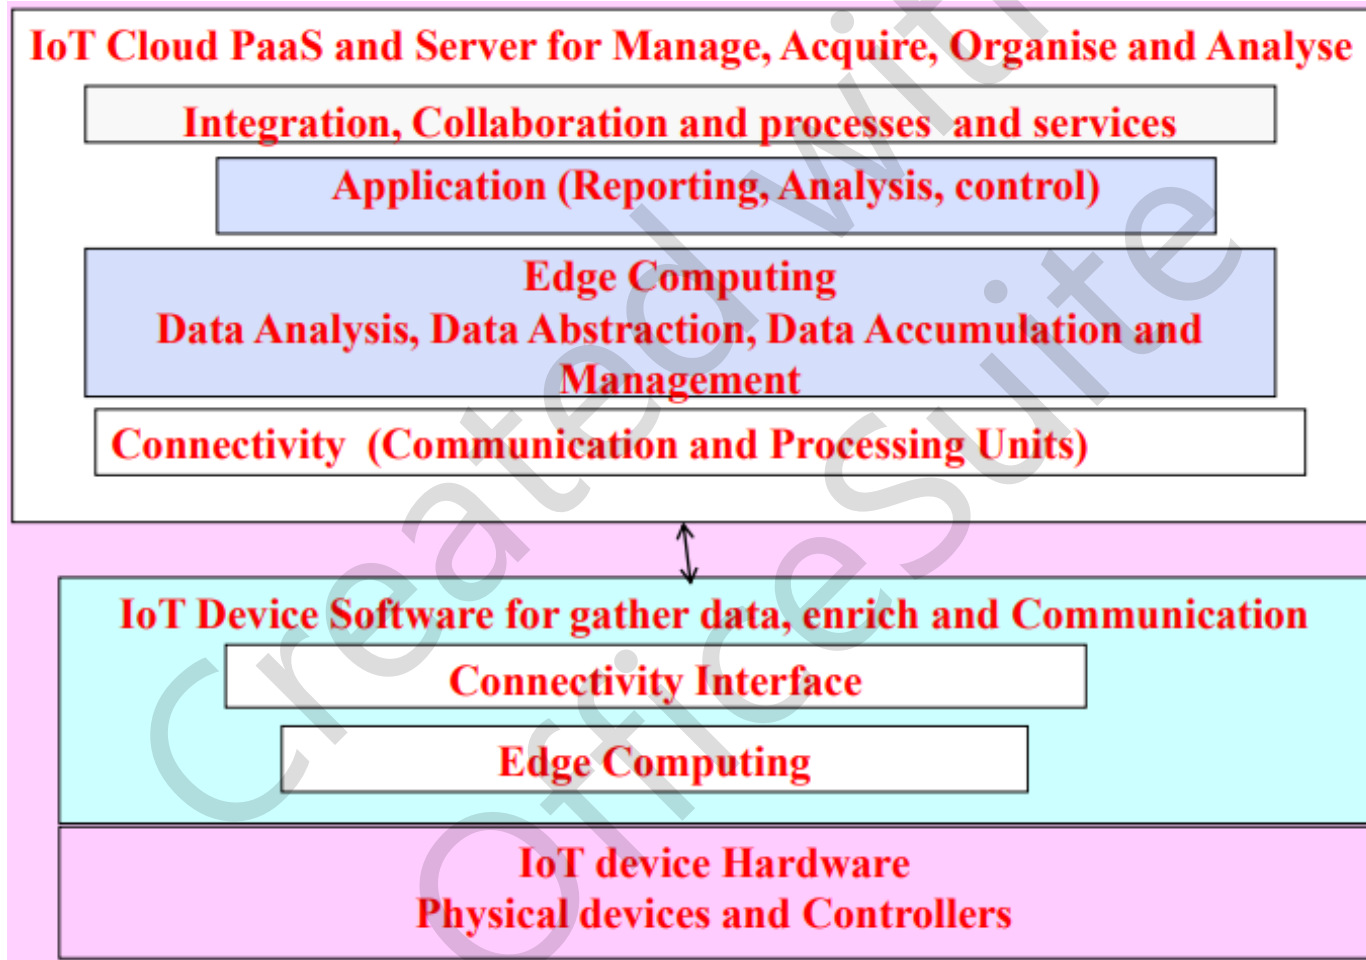 IoT Cloud PaaS and Server for Manage, Acquire, Organise and Analyse
Integration, Collaboration and processes and services
Application (Reporting, Analysis, control)
Edge Computing
Data Analysis, Data Abstraction, Data Accumulation and
Management
Connectivity (Communication and Processing Units)
IoT Device Software for gather data, enrich and Communication
Connectivity Interface
Edge Computing
IoT device Hardware
Physical devices and Controllers
Created with
OfficeSuite